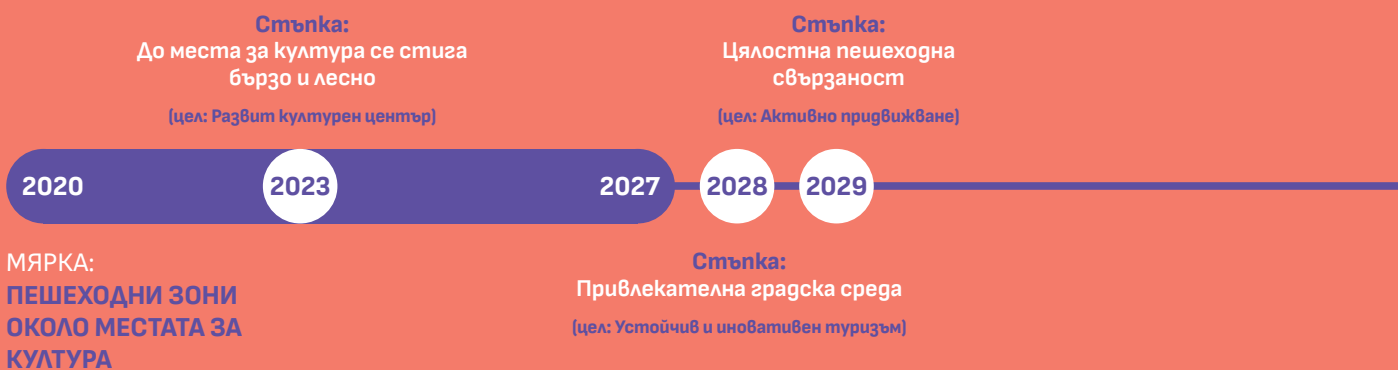 Стъпка:
До места за култура се стига
бързо и лесно
(цел: Развит културен център)
Стъпка:
Цялостна пешеходна
свързаност
(цел: Активно придвижване)
2020
2023
2027
2028
2029
МЯРКА:
ПЕШЕХОДНИ ЗОНИ
ОКОЛО МЕСТАТА ЗА
КУЛТУРА
Стъпка:
Привлекателна градска среда
(цел: Устойчив и иновативен туризъм)